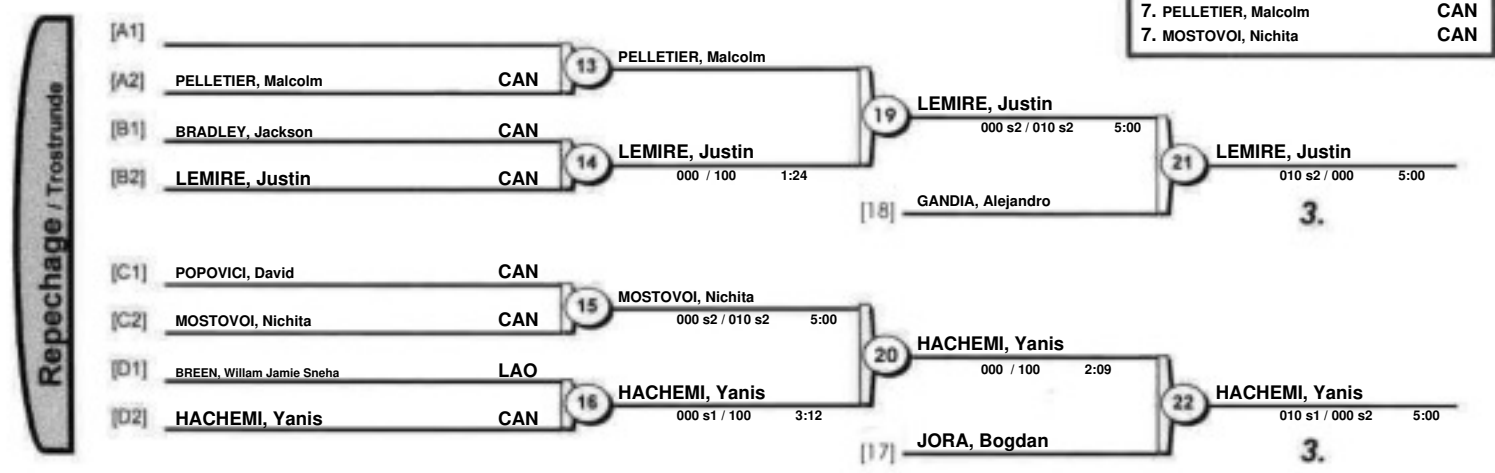 7. PELLETIER, Malcolm CAN
7. MOSTOVOI, Nichita CAN
Repechage / Trostrunde
[A1]
13 PELLETIER, Malcolm
[A2] PELLETIER, Malcolm CAN
19 LEMIRE, Justin
000 s2 / 010 s2 5:00
[B1] BRADLEY, Jackson CAN
14 LEMIRE, Justin
000 / 100 1:24
21 LEMIRE, Justin
010 s2 / 000 5:00
[B2] LEMIRE, Justin CAN
[18] GANDIA, Alejandro
3.
[C1] POPOVICI, David CAN
15 MOSTOVOI, Nichita
000 s2 / 010 s2 5:00
[C2] MOSTOVOI, Nichita CAN
20 HACHEMI, Yanis
000 / 100 2:09
[D1] BREEN, Willam Jamie Sneha LAO
16 HACHEMI, Yanis
000 s1 / 100 3:12
22 HACHEMI, Yanis
010 s1 / 000 s2 5:00
[D2] HACHEMI, Yanis CAN
[17] JORA, Bogdan
3.